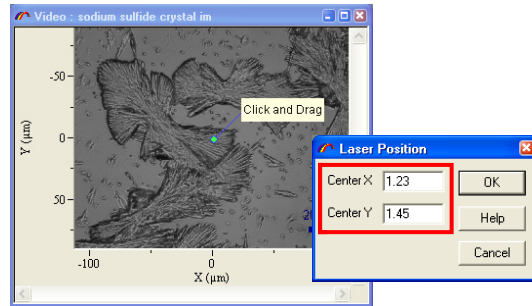 Video : sodium sulfide crystal im
-50
0
50
Y (µm)
-100
0
100
X (µm)
Click and Drag
Laser Position
Center X 1.23
Center Y 1.45
OK
Help
Cancel